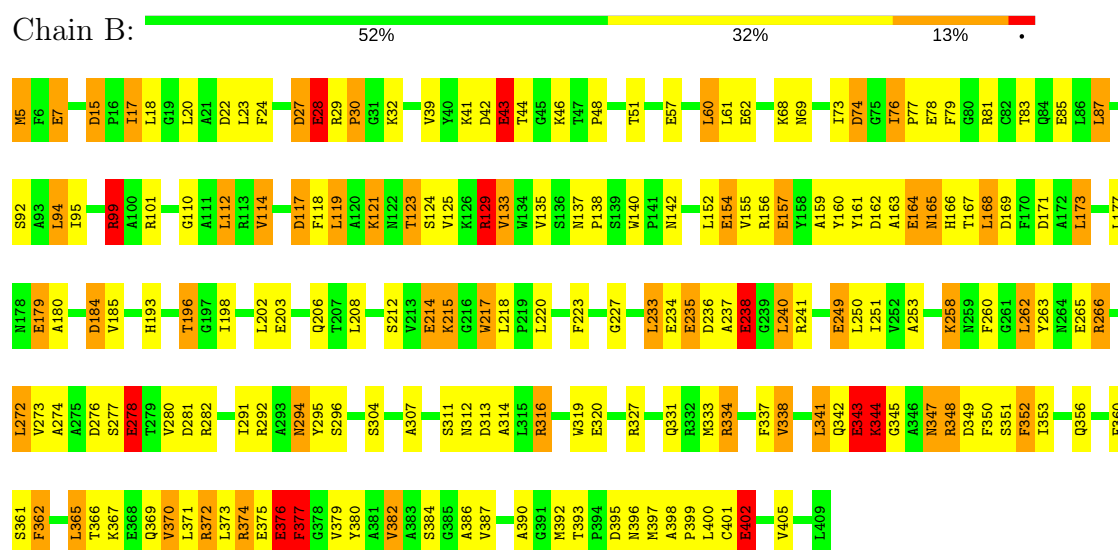 Chain B:
52% 32% 13% •
M5 F6 E7 D15 P16 I17 L18 G19 L20 A21 D22 L23 F24 D27 E28 R29 P30 G31 K32 V39 Y40 K41 D42 E43 T44 G45 K46 T47 P48 T51 E57 L60 L61 E62 K68 N69 I73 D74 G75 I76 P77 E78 F79 G80 R81 C82 T83 Q84 E85 L86 L87
S92 A93 L94 I95 R99 A100 R101 G110 A111 L112 R113 V114 D117 F118 L119 A120 K121 N122 T123 S124 V125 K126 R129 V133 W134 V135 S136 N137 P138 S139 W140 P141 N142 L152 E154 V155 R156 E157 Y158 A159 Y160 Y161 D162 A163 E164 N165 H166 T167 L168 D169 F170 D171 A172 L173 L177
N178 E179 A180 D184 V185 H193 T196 G197 I198 L202 E203 Q206 T207 L208 S212 V213 E214 K215 G216 W217 L218 P219 L220 F223 G227 L233 E234 E235 D236 A237 E238 G239 L240 R241 E249 L250 I251 V252 A253 K258 N259 F260 G261 L262 Y263 N264 E265 R266
L272 V273 A274 A275 D276 S277 E278 T279 V280 D281 R282 I291 R292 A293 N294 Y295 S296 S304 A307 S311 N312 D313 A314 L315 R316 W319 E320 R327 Q331 R332 M333 R334 F337 V338 L341 Q342 E343 K344 G345 A346 N347 R348 D349 F350 S351 F352 I353 Q356 F360
S361 F362 L365 T366 K367 E368 Q369 V370 L371 R372 L373 R374 E375 E376 F377 G378 V379 Y380 A381 V382 A383 S384 G385 A386 V387 A390 G391 M392 T393 P394 D395 N396 M397 A398 P399 L400 C401 E402 V405 L409